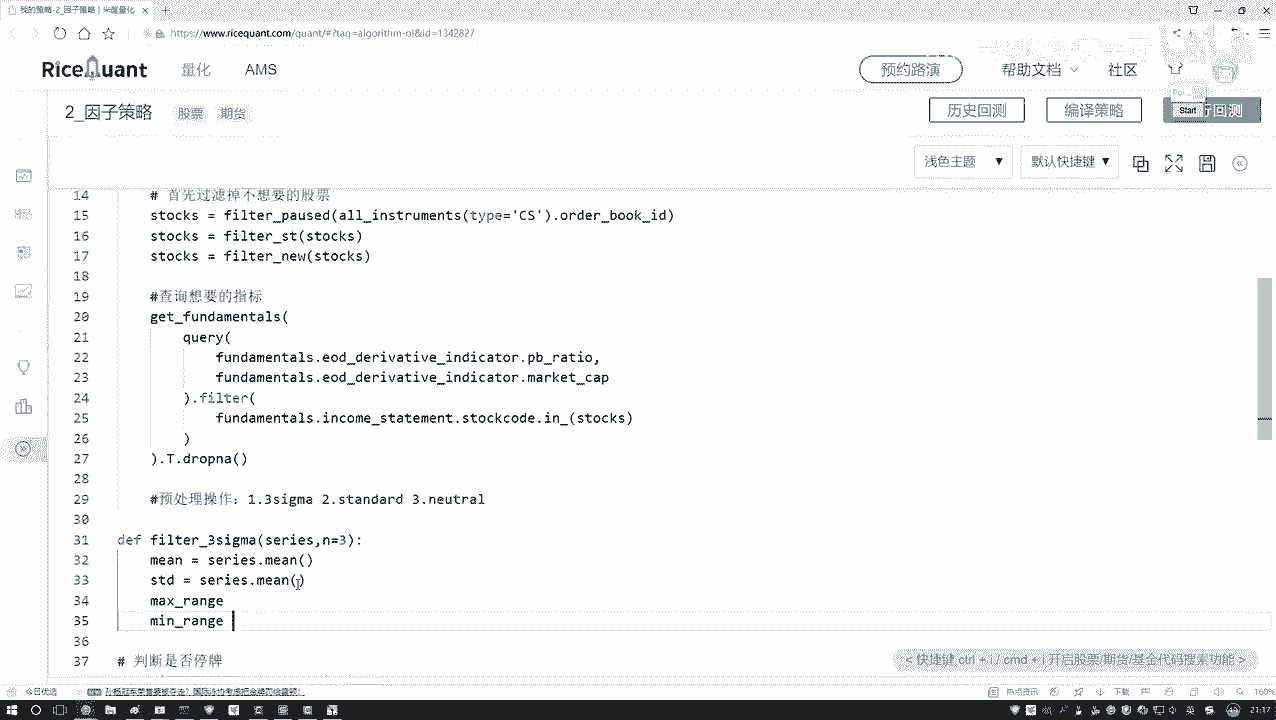 我的策略-2_因子策略 | 米筐量化
https://www.ricequant.com/quant/#?tag=algorithm-ol&id=1342827
RiceQuant 量化 AMS 预约路演 帮助文档 社区
2_因子策略 股票 期货 历史回测 编译策略 回测
Start
浅色主题 默认快捷键
14 # 首先过滤掉不想要的股票
15 stocks = filter_paused(all_instruments(type='CS').order_book_id)
16 stocks = filter_st(stocks)
17 stocks = filter_new(stocks)
18
19 #查询想要的指标
20 get_fundamentals(
21 query(
22 fundamentals.eod_derivative_indicator.pb_ratio,
23 fundamentals.eod_derivative_indicator.market_cap
24 ).filter(
25 fundamentals.income_statement.stockcode.in_(stocks)
26 )
27 ).T.dropna()
28
29 #预处理操作：1.3sigma 2.standard 3.neutral
30
31 def filter_3sigma(series,n=3):
32 mean = series.mean()
33 std = series.mean()
34 max_range
35 min_range
36
37 # 判断是否停牌
< 快捷键 ctrl + I / cmd + I 开启股票/期货/基金代码搜索功能 >
今日优选
热点资讯 下载 160%
21:17